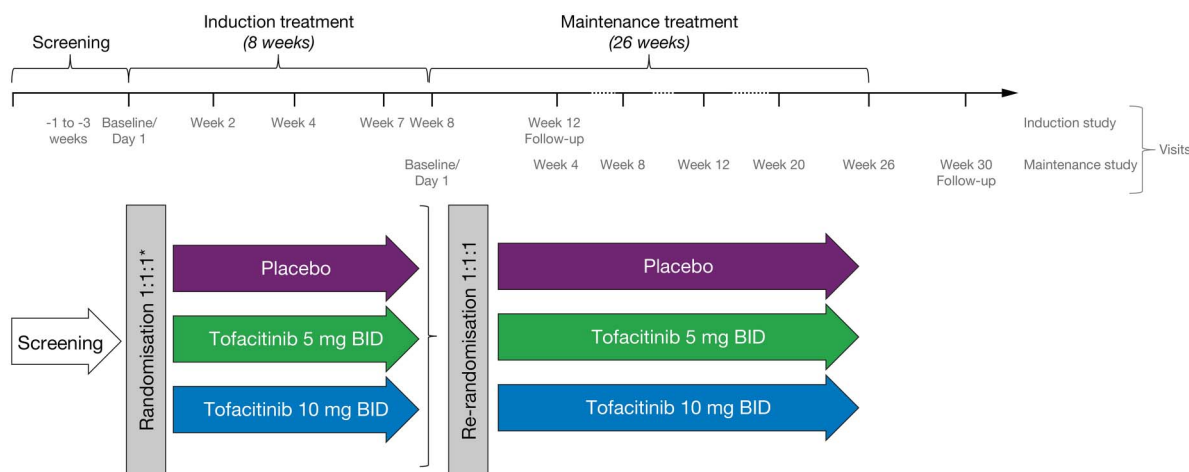 Screening
Induction treatment
(8 weeks)
Maintenance treatment
(26 weeks)
-1 to -3
weeks
Baseline/
Day 1
Week 2
Week 4
Week 7
Week 8
Week 12
Follow-up
Induction study
Baseline/
Day 1
Week 4
Week 8
Week 12
Week 20
Week 26
Week 30
Follow-up
Maintenance study
Visits
Screening
Randomisation 1:1:1*
Placebo
Tofacitinib 5 mg BID
Tofacitinib 10 mg BID
Re-randomisation 1:1:1
Placebo
Tofacitinib 5 mg BID
Tofacitinib 10 mg BID